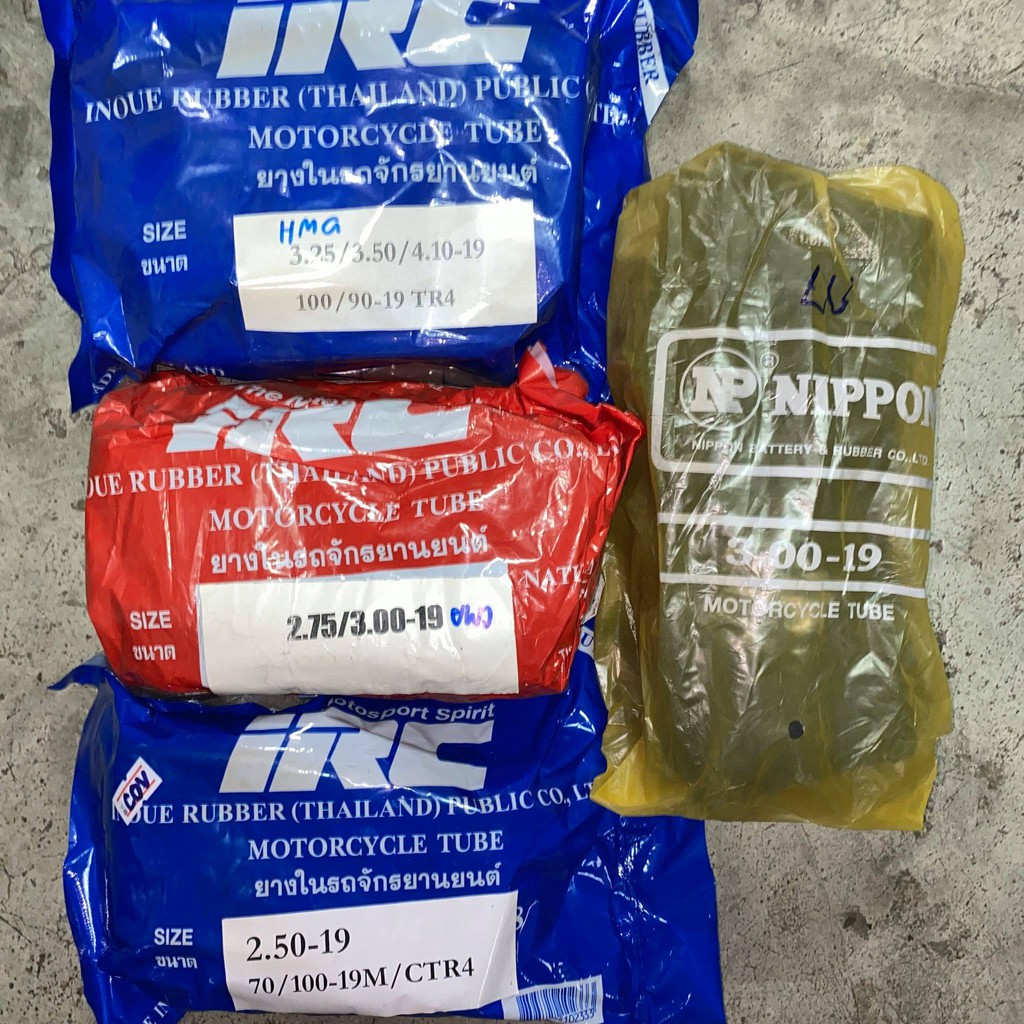 IRC
INOUE RUBBER (THAILAND) PUBLIC
MOTORCYCLE TUBE
ยางในรถจักรยานยนต์
SIZE
ขนาด
HMA
3.25/3.50/4.10-19
100/90-19 TR4
RUBBER
IRC
OUE RUBBER (THAILAND) PUBLIC CO.,
MOTORCYCLE TUBE
ยางในรถจักรยานยนต์
SIZE
ขนาด
2.75/3.00-19
Motosport Spirit
IRC
CON
INOUE RUBBER (THAILAND) PUBLIC CO., LT
MOTORCYCLE TUBE
ยางในรถจักรยานยนต์
SIZE
ขนาด
2.50-19
70/100-19M/CTR4
NP ® NIPPON
NIPPON BATTERY & RUBBER CO.,LTD
3.00-19
MOTORCYCLE TUBE